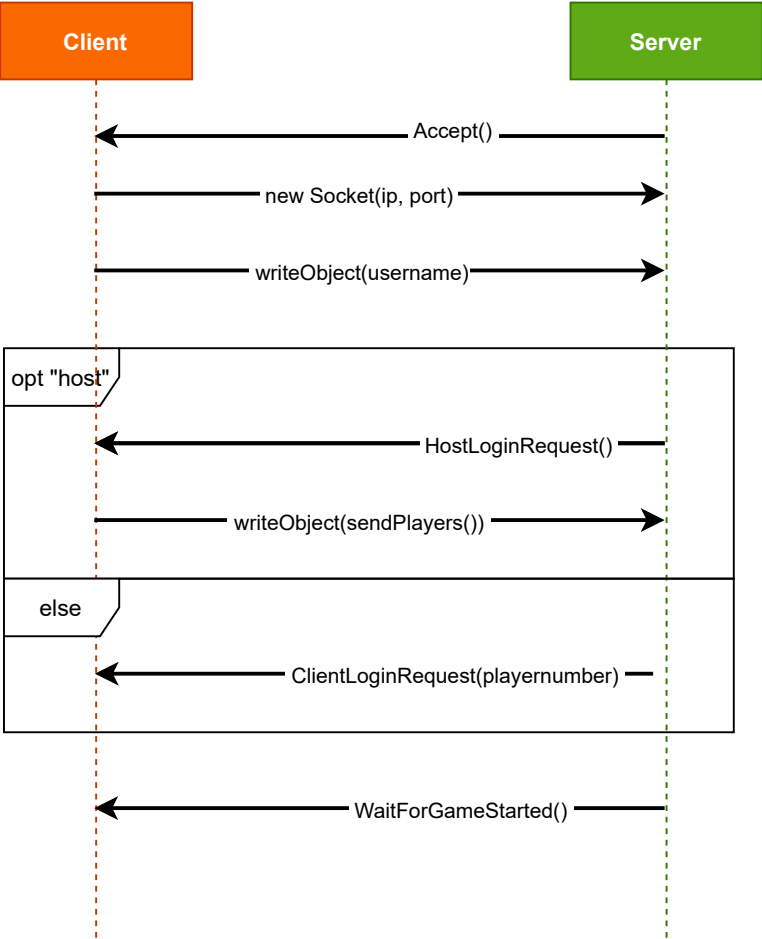 Client
Server
Accept()
new Socket(ip, port)
writeObject(username)
opt "host"
HostLoginRequest()
writeObject(sendPlayers())
else
ClientLoginRequest(playernumber)
WaitForGameStarted()